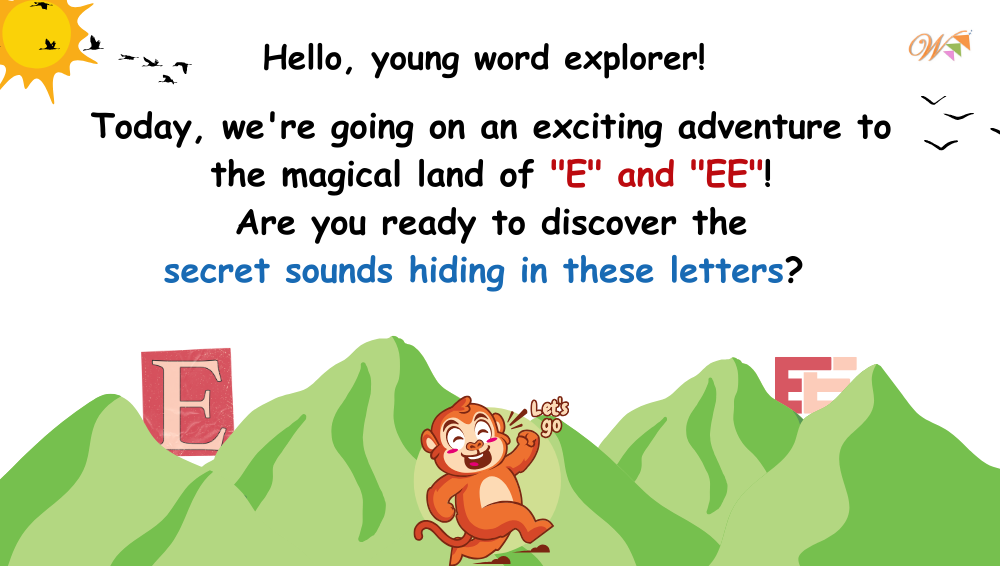 Hello, young word explorer!
W
Today, we're going on an exciting adventure to
the magical land of "E" and "EE"!
Are you ready to discover the
secret sounds hiding in these letters?
E
EE
Let's
go